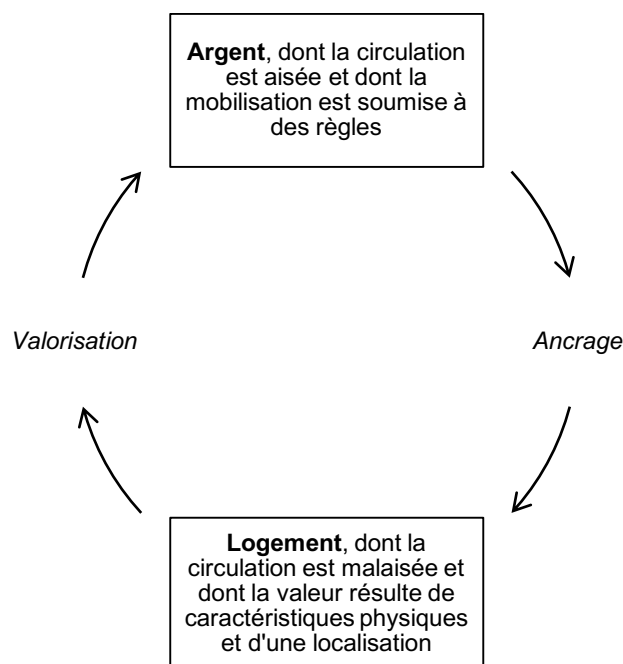 Argent, dont la circulation
est aisée et dont la
mobilisation est soumise à
des règles
Valorisation
Ancrage
Logement, dont la
circulation est malaisée et
dont la valeur résulte de
caractéristiques physiques
et d'une localisation